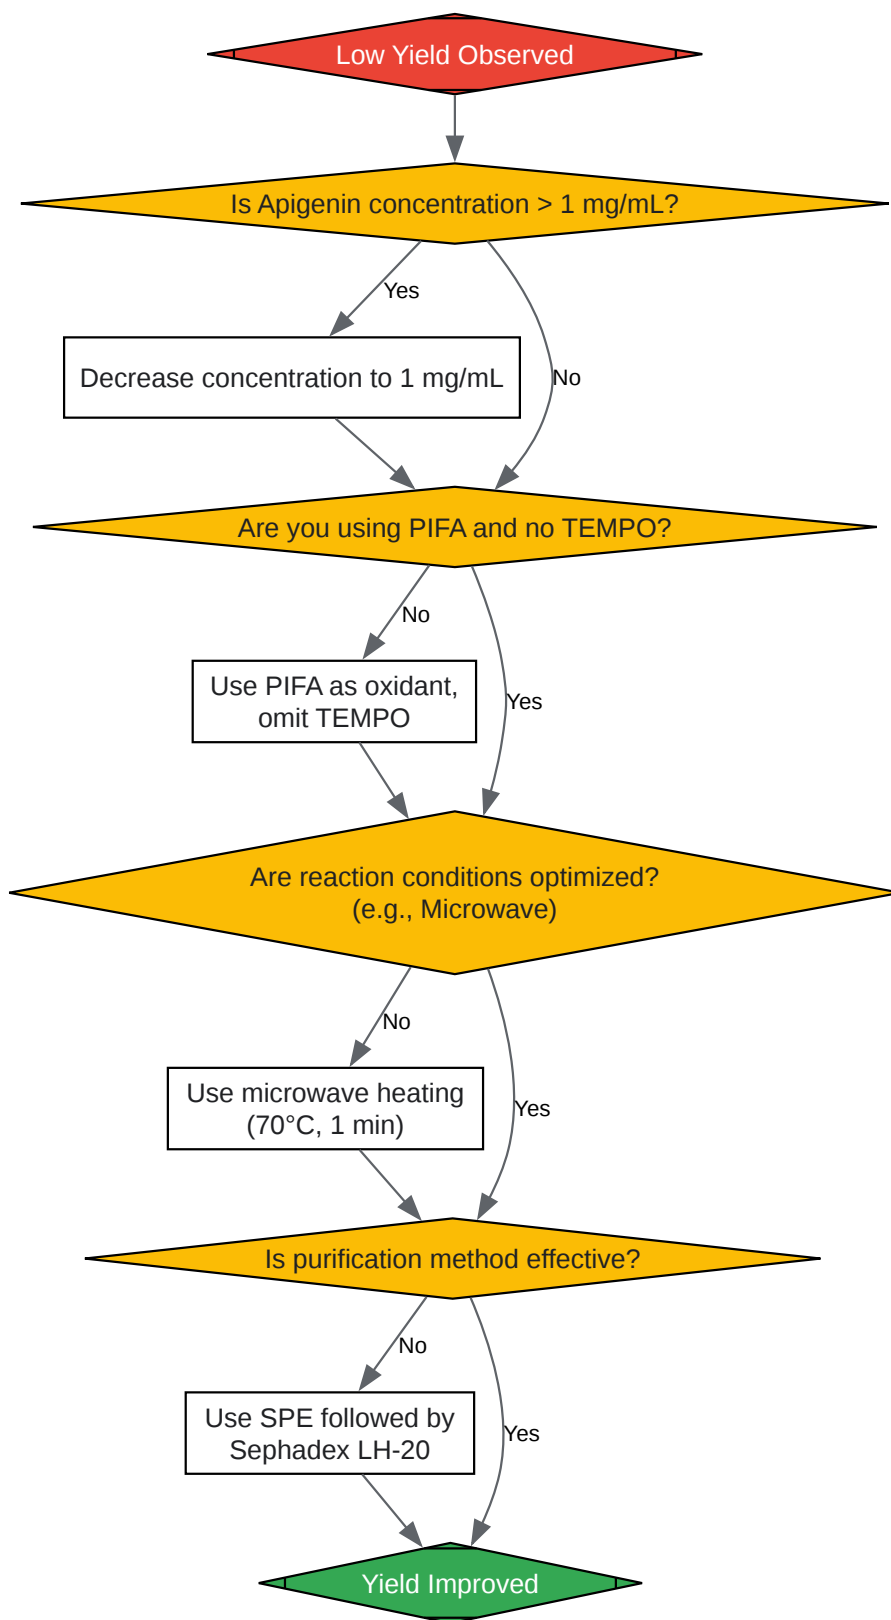 Low Yield Observed
Is Apigenin concentration > 1 mg/mL?
Yes
Decrease concentration to 1 mg/mL
No
Are you using PIFA and no TEMPO?
No
Use PIFA as oxidant,
omit TEMPO
Yes
Are reaction conditions optimized?
(e.g., Microwave)
No
Use microwave heating
(70°C, 1 min)
Yes
Is purification method effective?
No
Use SPE followed by
Sephadex LH-20
Yes
Yield Improved